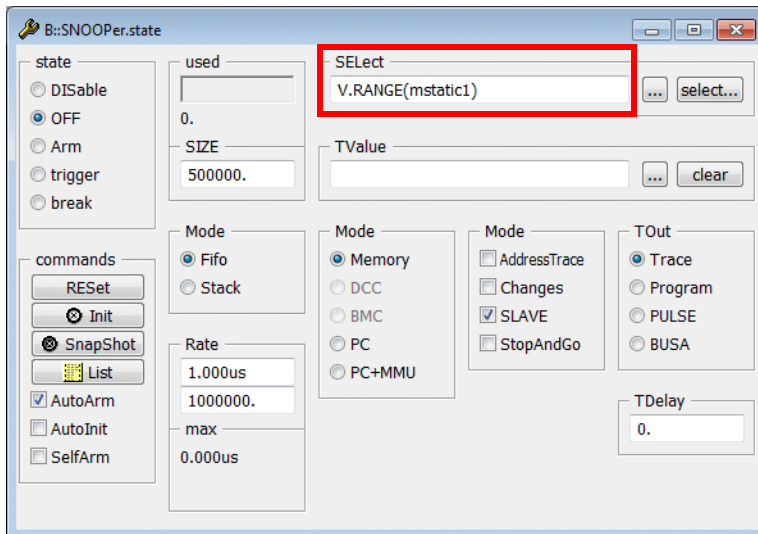 B::SNOOPer.state
state
DISable
OFF
Arm
trigger
break
used
0.
SIZE
500000.
SELect
V.RANGE(mstatic1)
...
select...
TValue
...
clear
commands
RESet
Init
SnapShot
List
AutoArm
AutoInit
SelfArm
Mode
Fifo
Stack
Rate
1.000us
1000000.
max
0.000us
Mode
Memory
DCC
BMC
PC
PC+MMU
Mode
AddressTrace
Changes
SLAVE
StopAndGo
TOut
Trace
Program
PULSE
BUSA
TDelay
0.